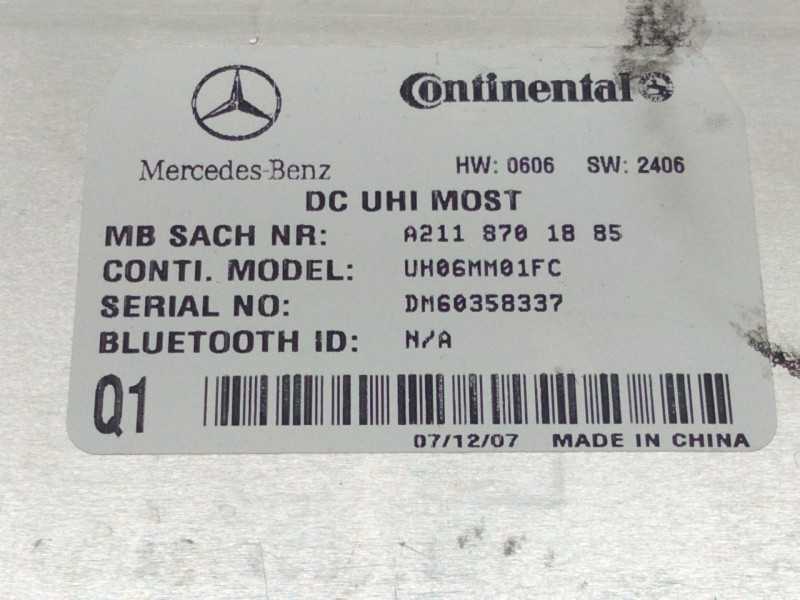 Mercedes-Benz
Continental
HW: 0606 SW: 2406
DC UHI MOST
MB SACH NR: A211 870 18 85
CONTI. MODEL: UH06MM01FC
SERIAL NO: DM60358337
BLUETOOTH ID: N/A
Q1
07/12/07 MADE IN CHINA